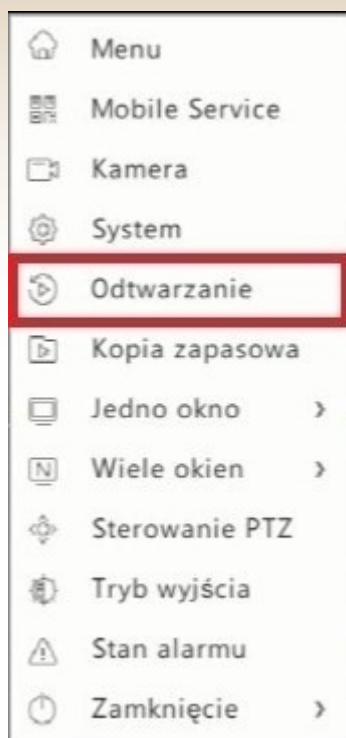 Menu
Mobile Service
Kamera
System
Odtwarzanie
Kopia zapasowa
Jedno okno
Wiele okien
Sterowanie PTZ
Tryb wyjścia
Stan alarmu
Zamknięcie